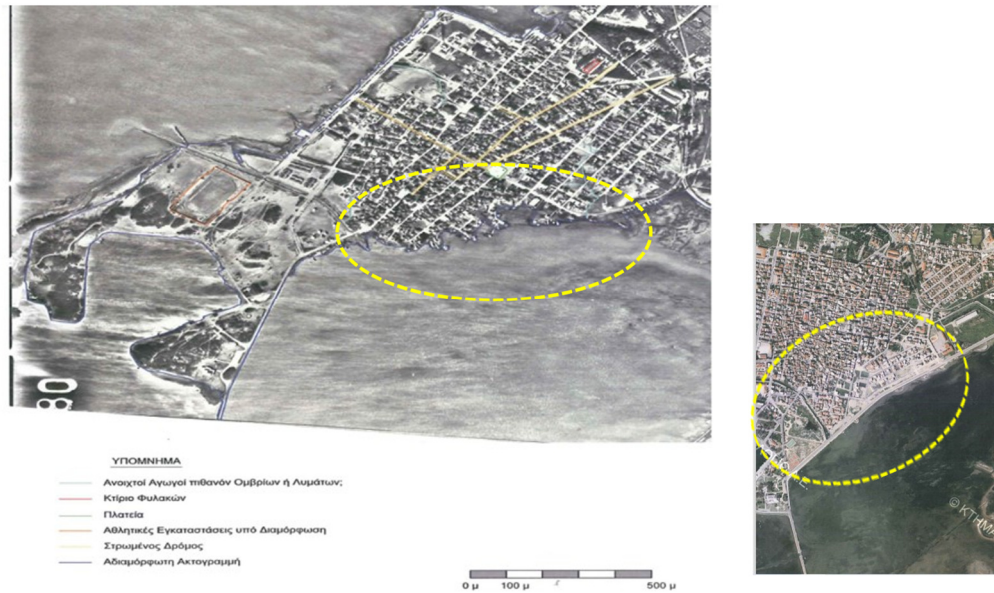 80
ΥΠΟΜΝΗΜΑ
Ανοιχτοί Αγωγοί πιθανόν Ομβρίων ή Λυμάτων;
Κτίριο Φυλακών
Πλατεία
Αθλητικές Εγκαταστάσεις υπό Διαμόρφωση
Στρωμένος Δρόμος
Αδιαμόρφωτη Ακτογραμμή
0 μ 100 μ 500 μ
© ΚΤΗΜΑ